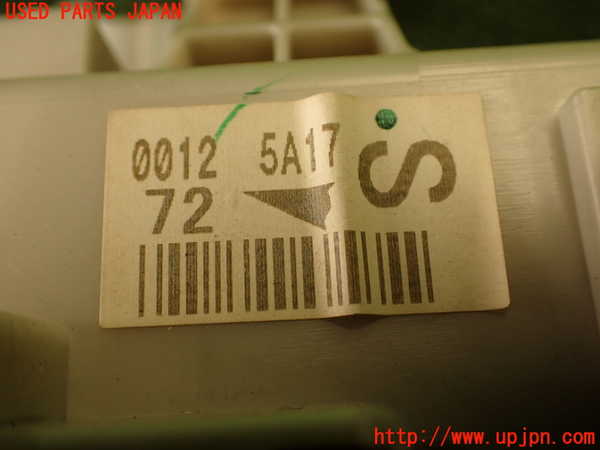 USED PARTS JAPAN
0012 5A17
72
S
http://www.upjpn.com/